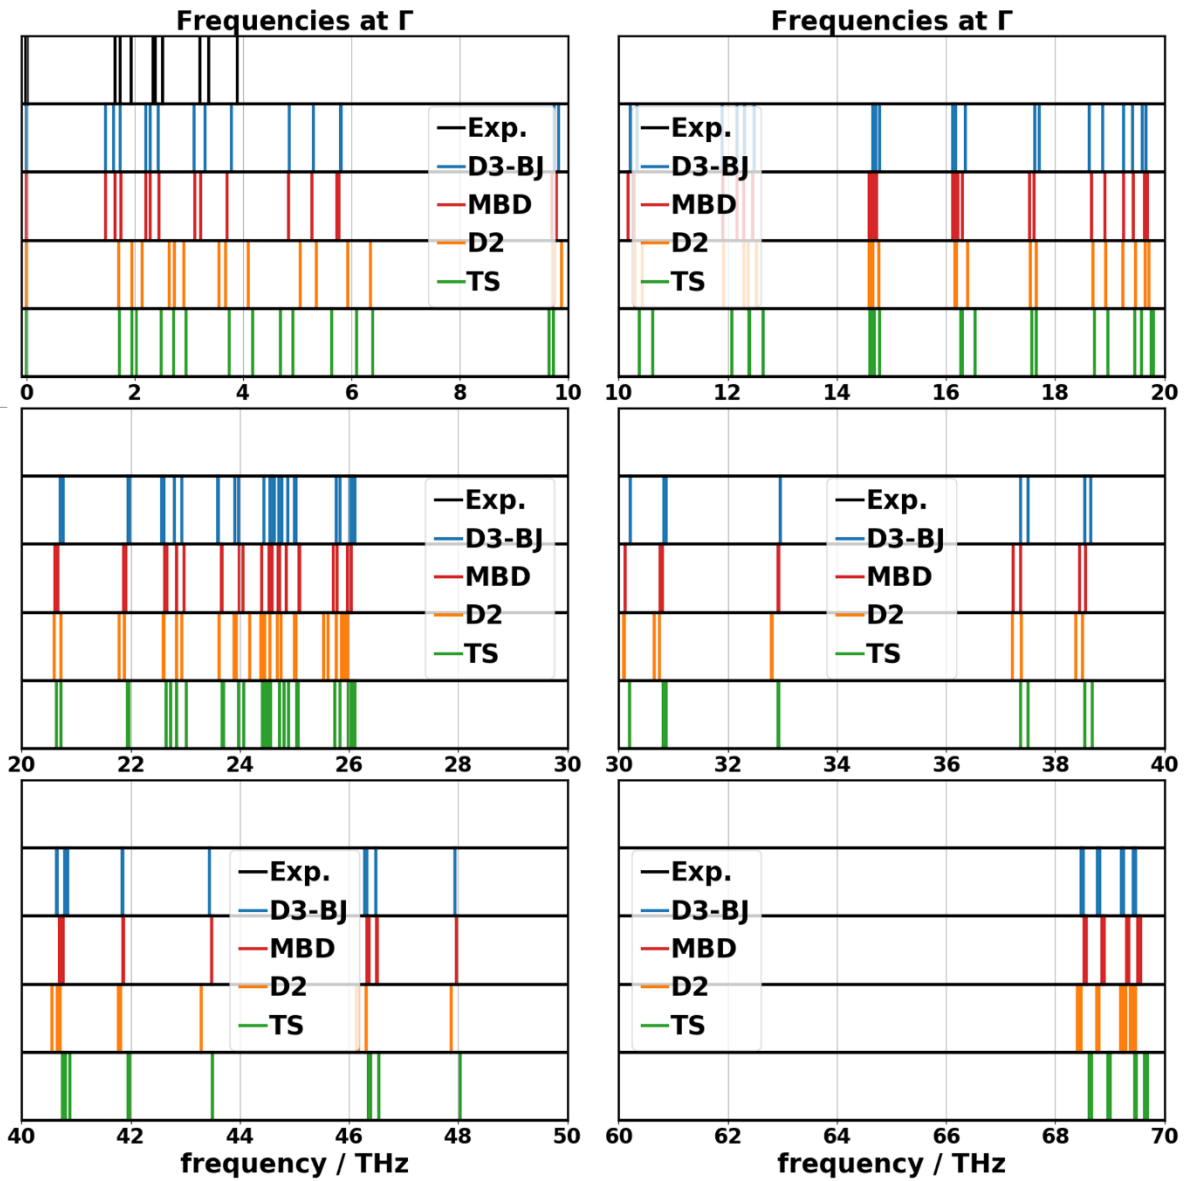 Frequencies at Γ
Exp.
D3-BJ
MBD
D2
TS
0 2 4 6 8 10
Frequencies at Γ
Exp.
D3-BJ
MBD
D2
TS
10 12 14 16 18 20
Exp.
D3-BJ
MBD
D2
TS
20 22 24 26 28 30
Exp.
D3-BJ
MBD
D2
TS
30 32 34 36 38 40
Exp.
D3-BJ
MBD
D2
TS
40 42 44 46 48 50
frequency / THz
Exp.
D3-BJ
MBD
D2
TS
60 62 64 66 68 70
frequency / THz